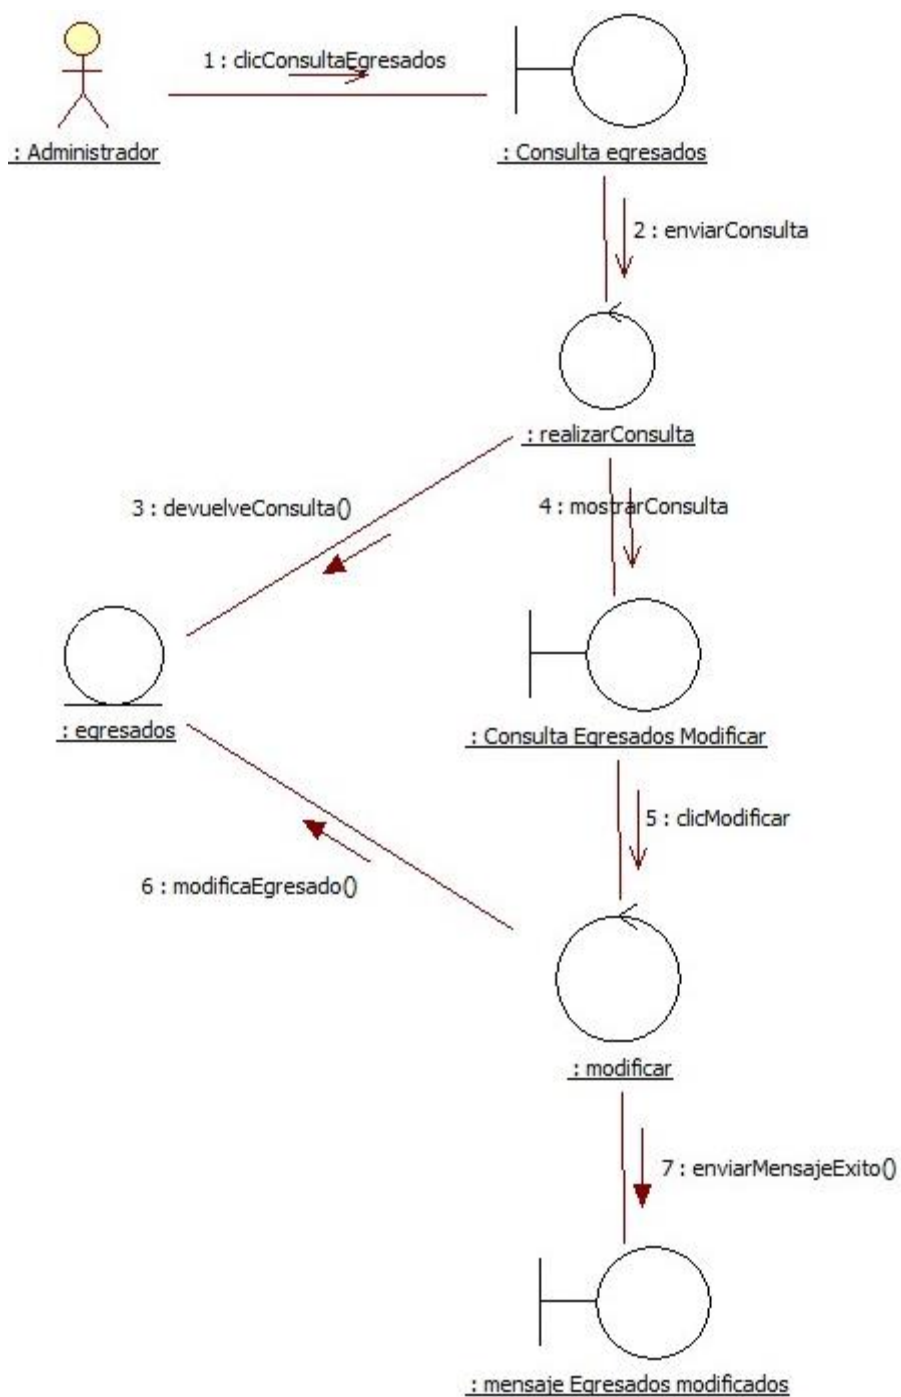 1 : clicConsultaEgresados
: Administrador
: Consulta egresados
2 : enviarConsulta
: realizarConsulta
3 : devuelveConsulta()
4 : mostrarConsulta
: egresados
: Consulta Egresados Modificar
5 : clicModificar
6 : modificaEgresado()
: modificar
7 : enviarMensajeExito()
: mensaje Egresados modificados